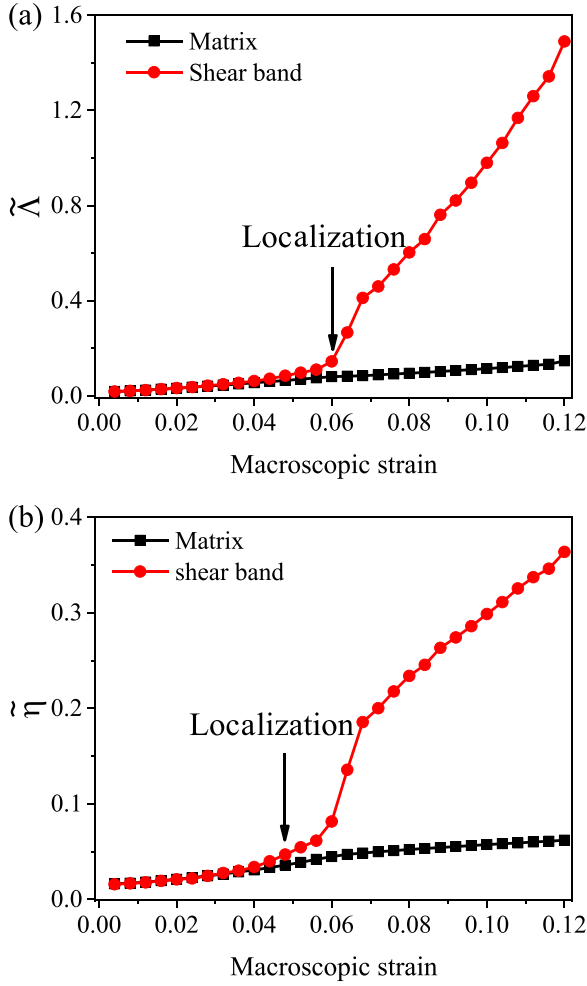 (a)
1.6
1.2
0.8
0.4
0.0
Λ̃
Matrix
Shear band
Localization
0.00 0.02 0.04 0.06 0.08 0.10 0.12
Macroscopic strain
(b)
0.4
0.3
0.2
0.1
0.0
η̃
Matrix
shear band
Localization
0.00 0.02 0.04 0.06 0.08 0.10 0.12
Macroscopic strain